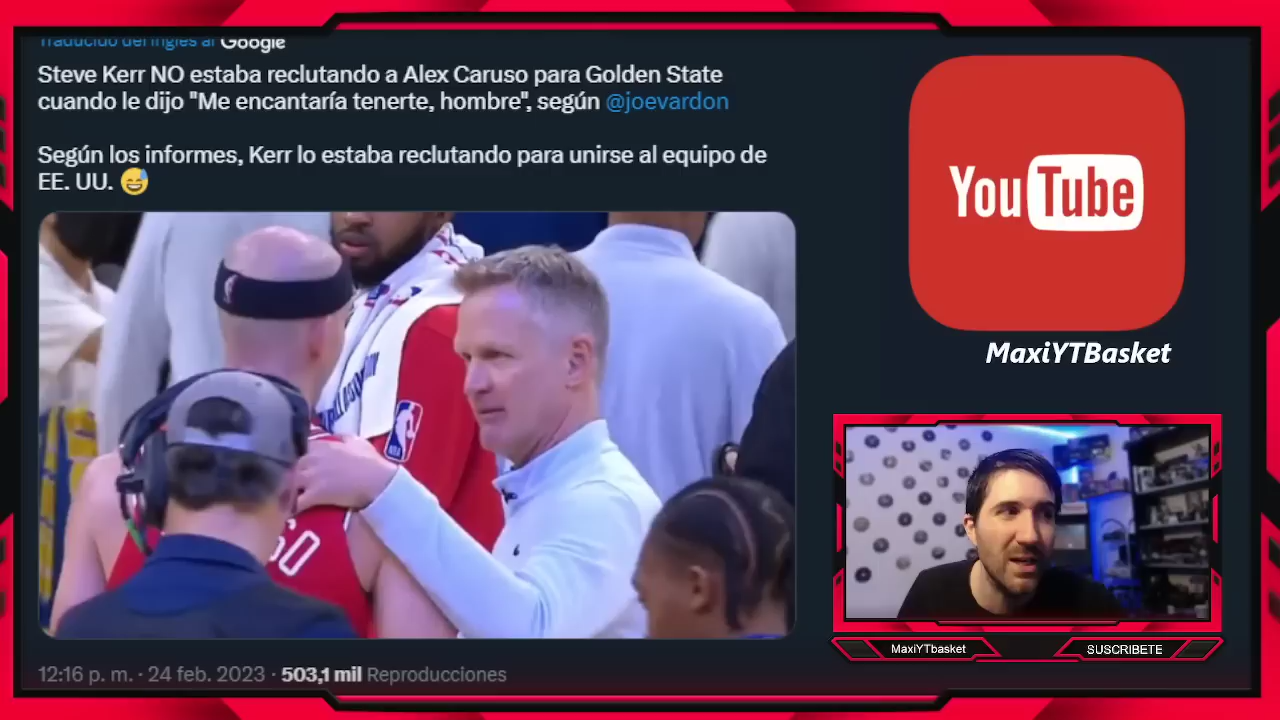 Traducido del inglés al Google
Steve Kerr NO estaba reclutando a Alex Caruso para Golden State
cuando le dijo "Me encantaría tenerte, hombre", según @joevardon
Según los informes, Kerr lo estaba reclutando para unirse al equipo de
EE. UU. 😅
NBA
SO
12:16 p. m. · 24 feb. 2023 · 503,1 mil Reproducciones
YouTube
MaxiYTBasket
MaxiYTbasket
SUSCRIBETE